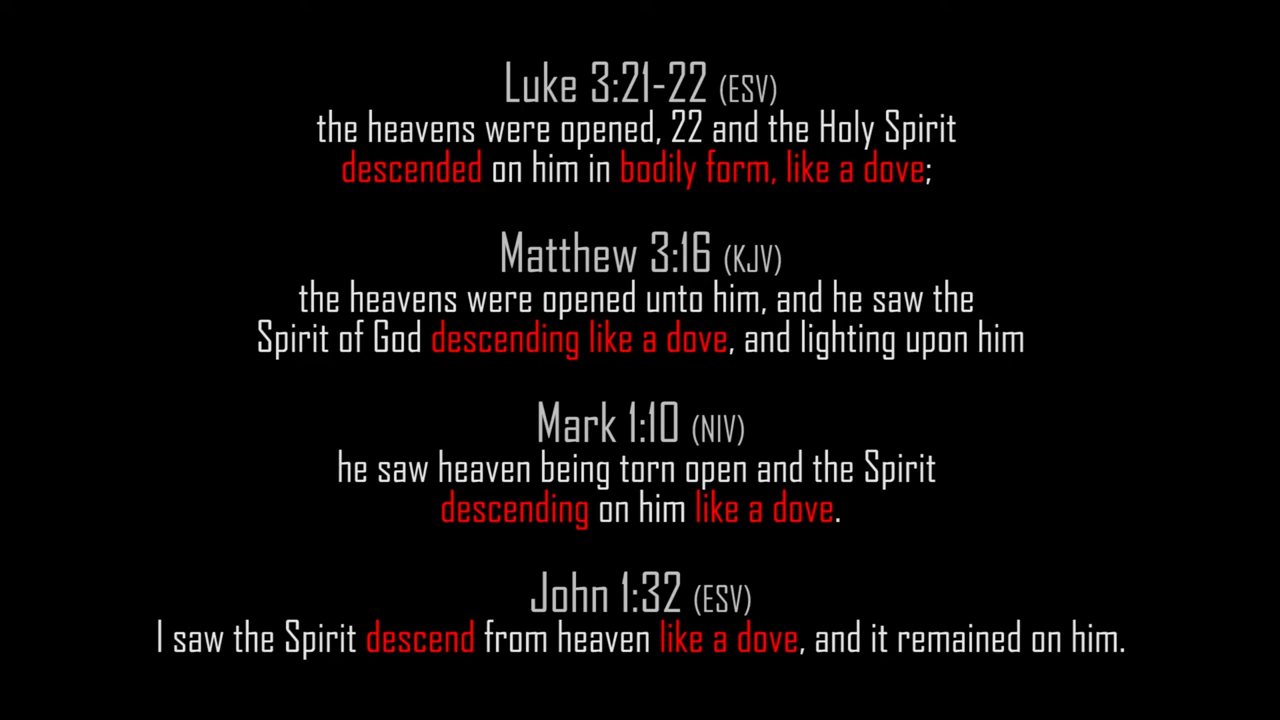 Luke 3:21-22 (ESV)
the heavens were opened, 22 and the Holy Spirit
descended on him in bodily form, like a dove;
Matthew 3:16 (KJV)
the heavens were opened unto him, and he saw the
Spirit of God descending like a dove, and lighting upon him
Mark 1:10 (NIV)
he saw heaven being torn open and the Spirit
descending on him like a dove.
John 1:32 (ESV)
I saw the Spirit descend from heaven like a dove, and it remained on him.